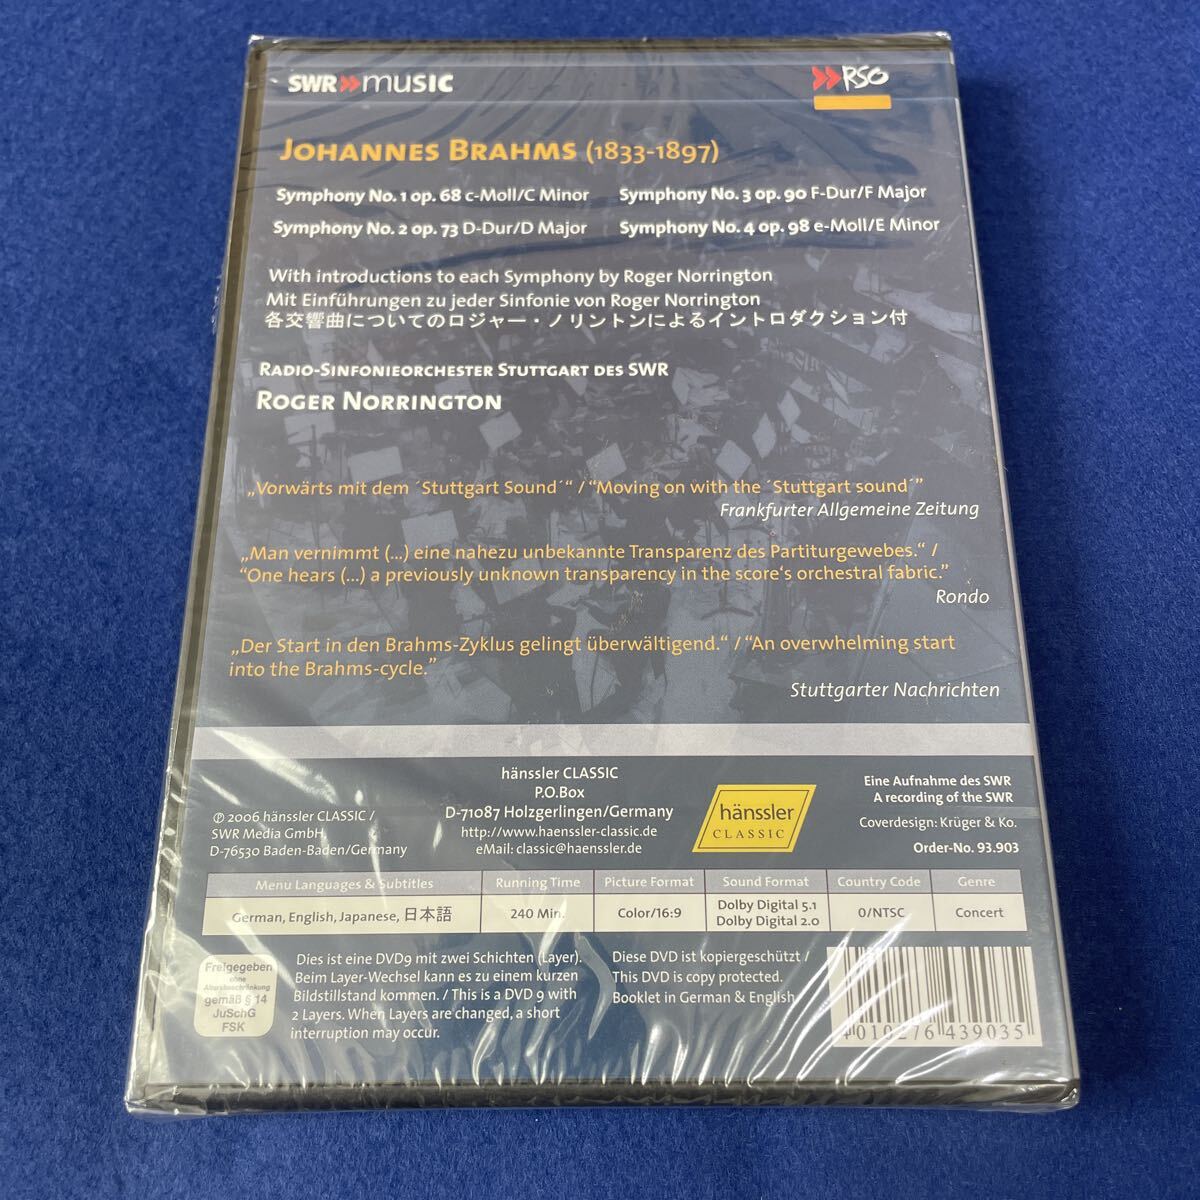 SWR»music
»RSO
Johannes Brahms (1833-1897)
Symphony No. 1 op. 68 c-Moll/C Minor
Symphony No. 2 op. 73 D-Dur/D Major
Symphony No. 3 op. 90 F-Dur/F Major
Symphony No. 4 op. 98 e-Moll/E Minor
With introductions to each Symphony by Roger Norrington
Mit Einführungen zu jeder Sinfonie von Roger Norrington
各交響曲についてのロジャー・ノリントンによるイントロダクション付
Radio-Sinfonieorchester Stuttgart des SWR
Roger Norrington
„Vorwärts mit dem ´Stuttgart Sound´“ / “Moving on with the ´Stuttgart sound´”
Frankfurter Allgemeine Zeitung
„Man vernimmt (...) eine nahezu unbekannte Transparenz des Partiturgewebes.“ /
“One hears (...) a previously unknown transparency in the score‘s orchestral fabric.”
Rondo
„Der Start in den Brahms-Zyklus gelingt überwältigend.“ / “An overwhelming start
into the Brahms-cycle.”
Stuttgarter Nachrichten
℗ 2006 hänssler CLASSIC /
SWR Media GmbH,
D-76530 Baden-Baden/Germany
hänssler CLASSIC
P.O.Box
D-71087 Holzgerlingen/Germany
http://www.haenssler-classic.de
eMail: classic@haenssler.de
hänssler
CLASSIC
Eine Aufnahme des SWR
A recording of the SWR
Coverdesign: Krüger & Ko.
Order-No. 93.903
Menu Languages & Subtitles
Running Time
Picture Format
Sound Format
Country Code
Genre
German, English, Japanese, 日本語
240 Min.
Color/16:9
Dolby Digital 5.1
Dolby Digital 2.0
0/NTSC
Concert
Freigegeben
ohne
Altersbeschränkung
gemäß § 14
JuSchG
FSK
Dies ist eine DVD9 mit zwei Schichten (Layer).
Beim Layer-Wechsel kann es zu einem kurzen
Bildstillstand kommen. / This is a DVD 9 with
2 Layers. When Layers are changed, a short
interruption may occur.
Diese DVD ist kopiergeschützt /
This DVD is copy protected.
Booklet in German & English
4 010276 439035